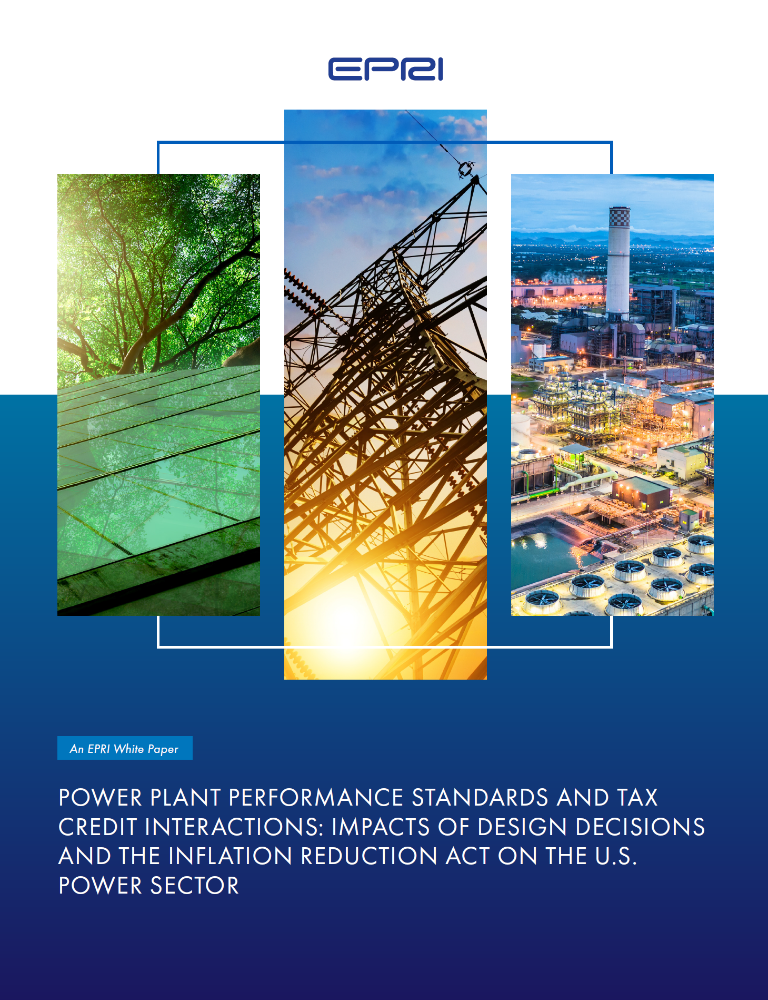 EPRI
An EPRI White Paper
POWER PLANT PERFORMANCE STANDARDS AND TAX
CREDIT INTERACTIONS: IMPACTS OF DESIGN DECISIONS
AND THE INFLATION REDUCTION ACT ON THE U.S.
POWER SECTOR